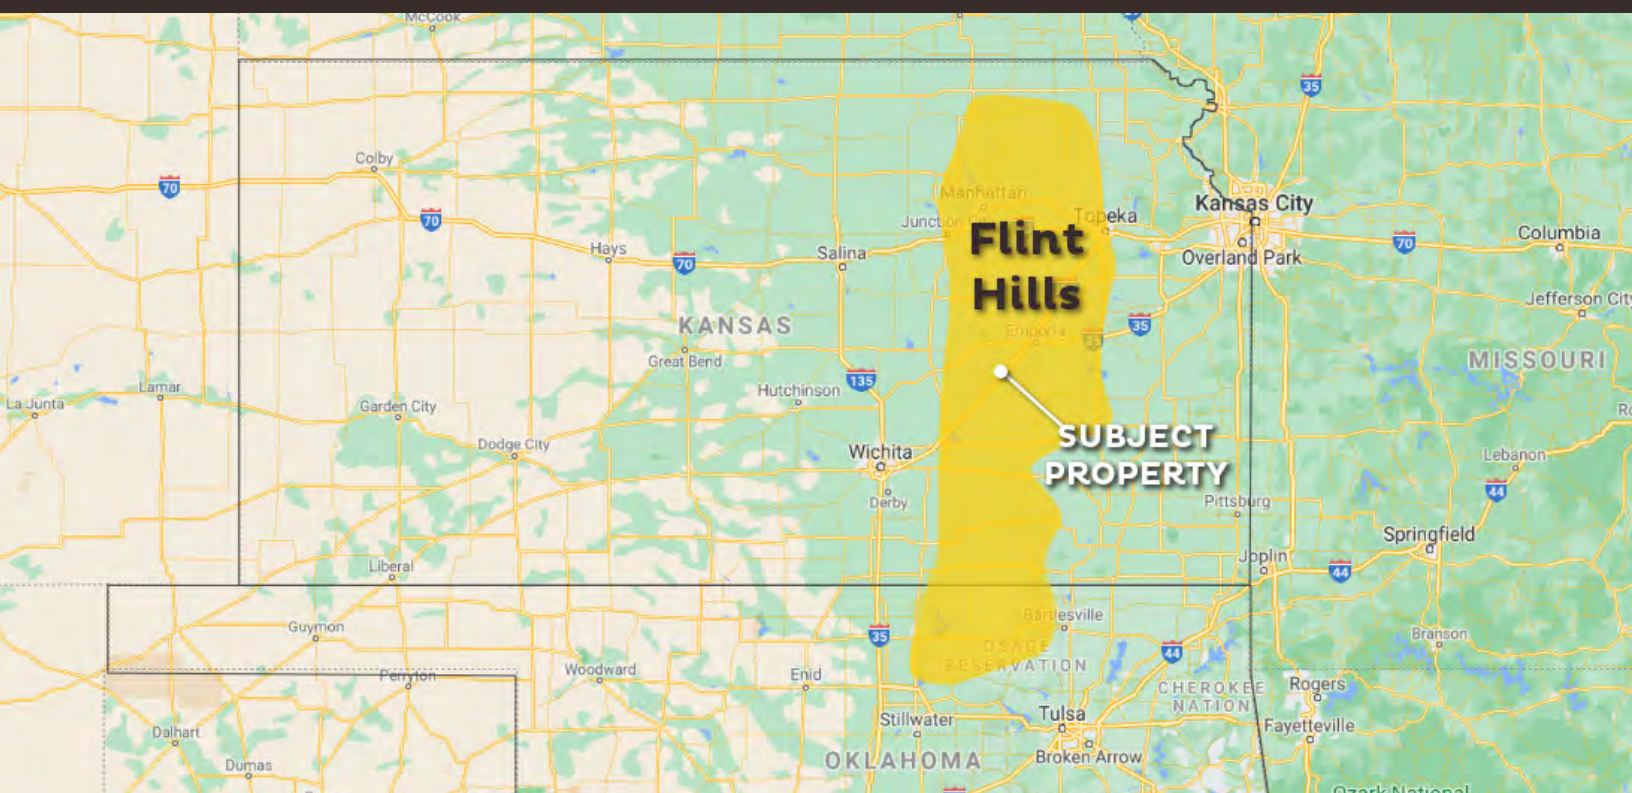 McCook
35
Colby
70
70
Manhattan
Junction City
Topeka
Kansas City
Flint
Hills
Hays
70
Salina
Overland Park
70
Columbia
Jefferson City
KANSAS
Emporia
35
35
Great Bend
MISSOURI
135
Hutchinson
La Junta
Lamar
Garden City
Dodge City
Wichita
SUBJECT
PROPERTY
Derby
Pittsburg
Lebanon
44
Springfield
Joplin
44
Liberal
Guymon
35
Bartlesville
OSAGE
RESERVATION
44
Branson
Perryton
Woodward
Enid
CHEROKEE
NATION
Rogers
Stillwater
Tulsa
Fayetteville
Dalhart
Dumas
OKLAHOMA
Broken Arrow
Ozark National